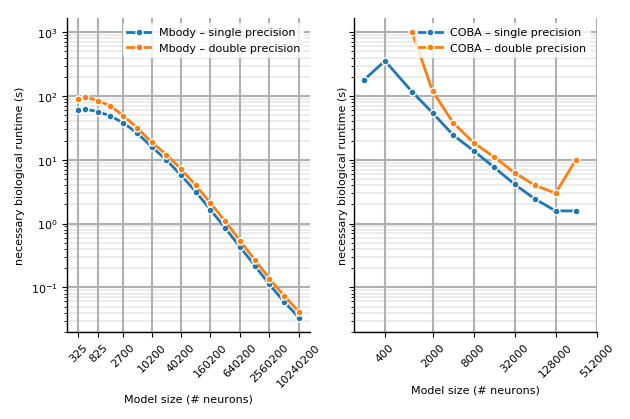 Mbody – single precision
Mbody – double precision
necessary biological runtime (s)
10³
10²
10¹
10⁰
10⁻¹
325
825
2700
10200
40200
160200
640200
2560200
10240200
Model size (# neurons)
COBA – single precision
COBA – double precision
necessary biological runtime (s)
400
2000
8000
32000
128000
512000
Model size (# neurons)